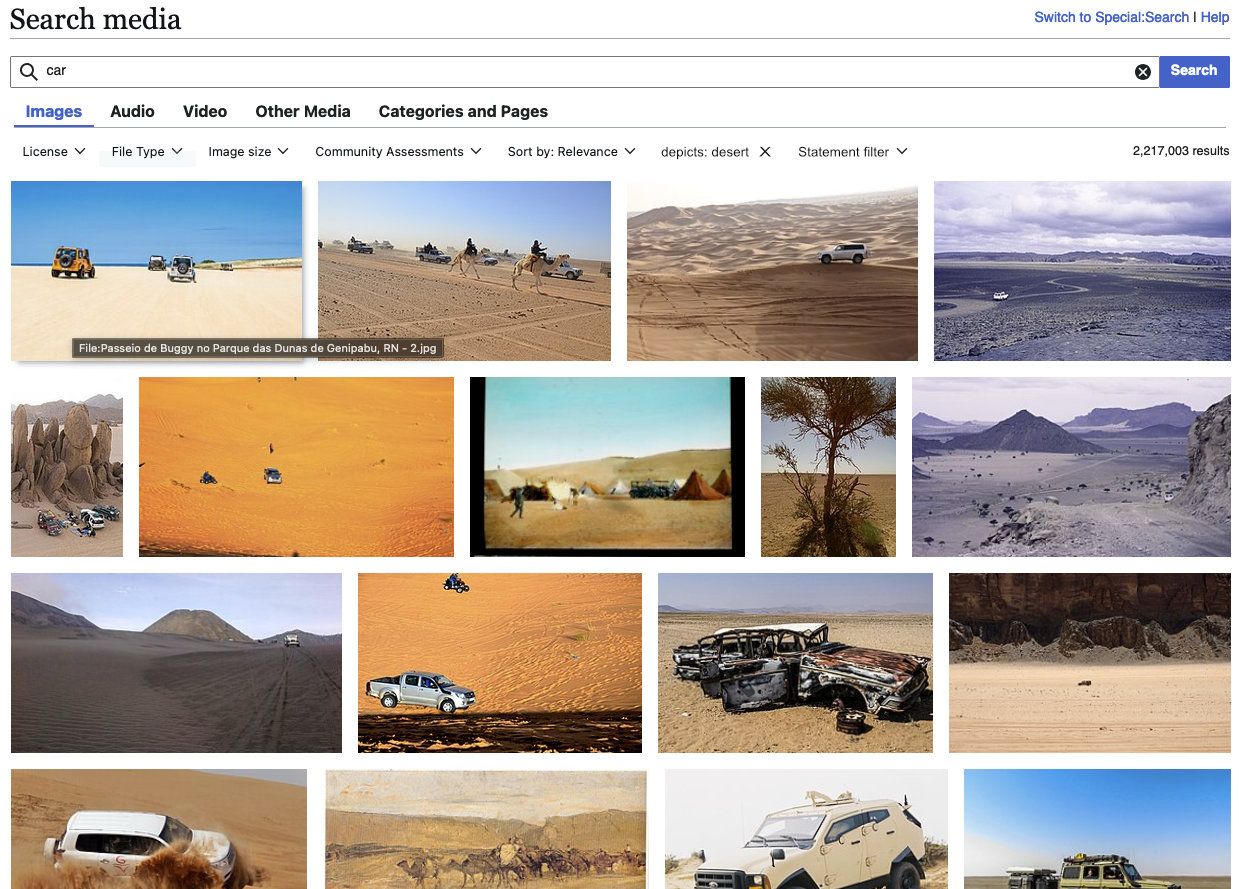 Search media
Switch to Special:Search | Help
car
Search
Images Audio Video Other Media Categories and Pages
License File Type Image size Community Assessments Sort by: Relevance depicts: desert Statement filter 2,217,003 results
File:Passeio de Buggy no Parque das Dunas de Genipabu, RN - 2.jpg